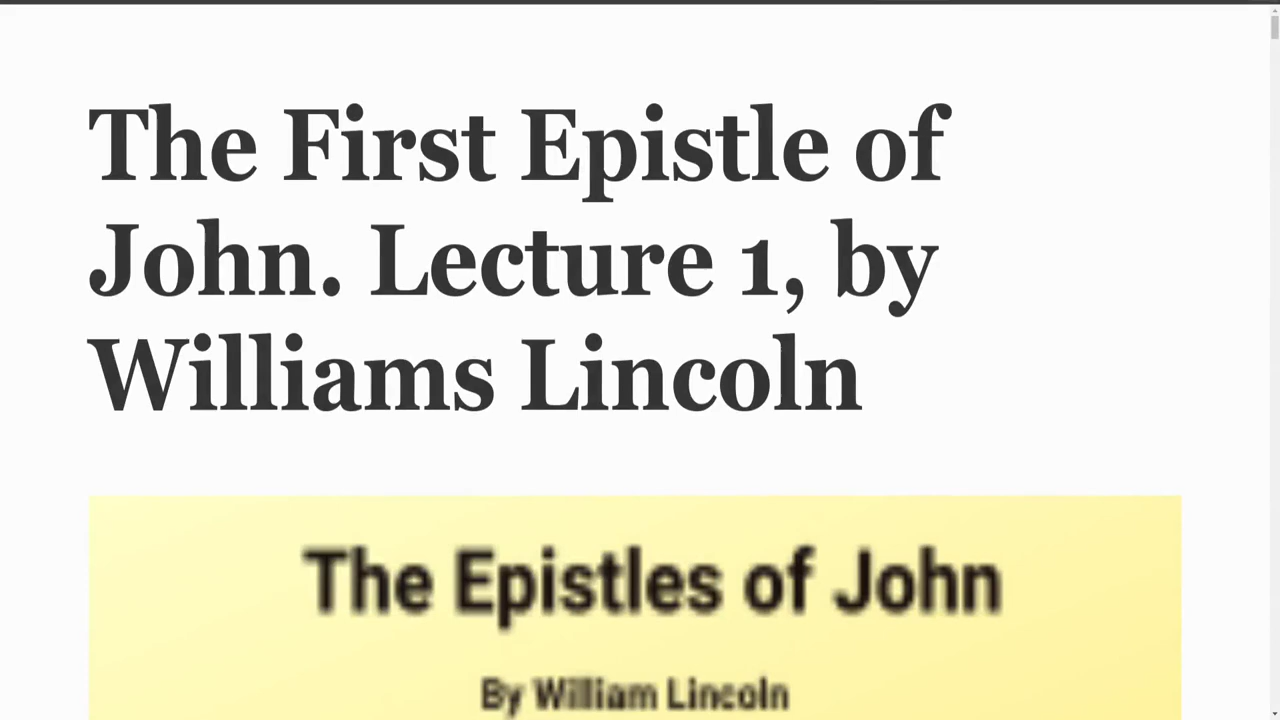 The First Epistle of
John. Lecture 1, by
Williams Lincoln
The Epistles of John
By William Lincoln